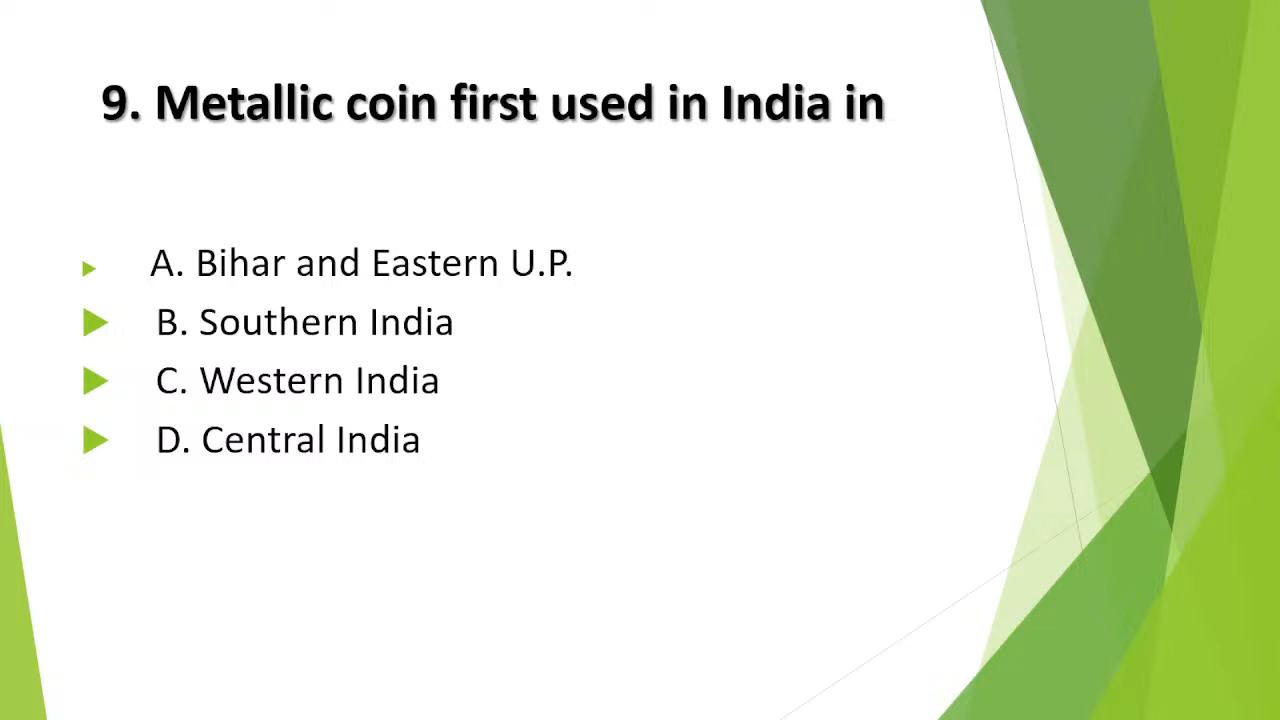 9. Metallic coin first used in India in
A. Bihar and Eastern U.P.
B. Southern India
C. Western India
D. Central India